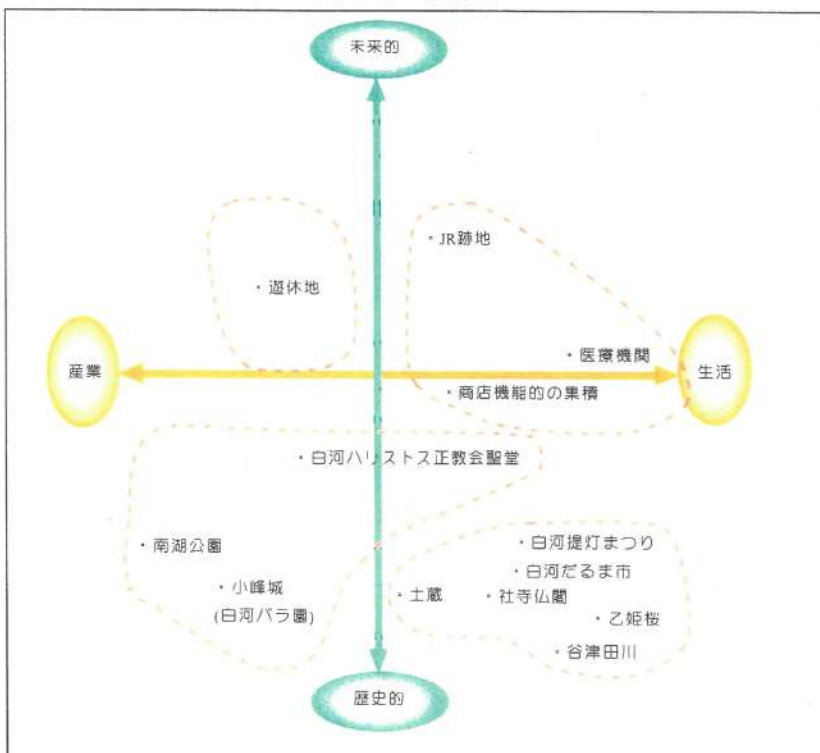 未来的
・JR跡地
・遊休地
・医療機関
産業
生活
・商店機能的の集積
・白河ハリストス正教会聖堂
・南湖公園
・白河提灯まつり
・白河だるま市
・小峰城
(白河バラ園)
・土蔵
・社寺仏閣
・乙姫桜
・谷津田川
歴史的